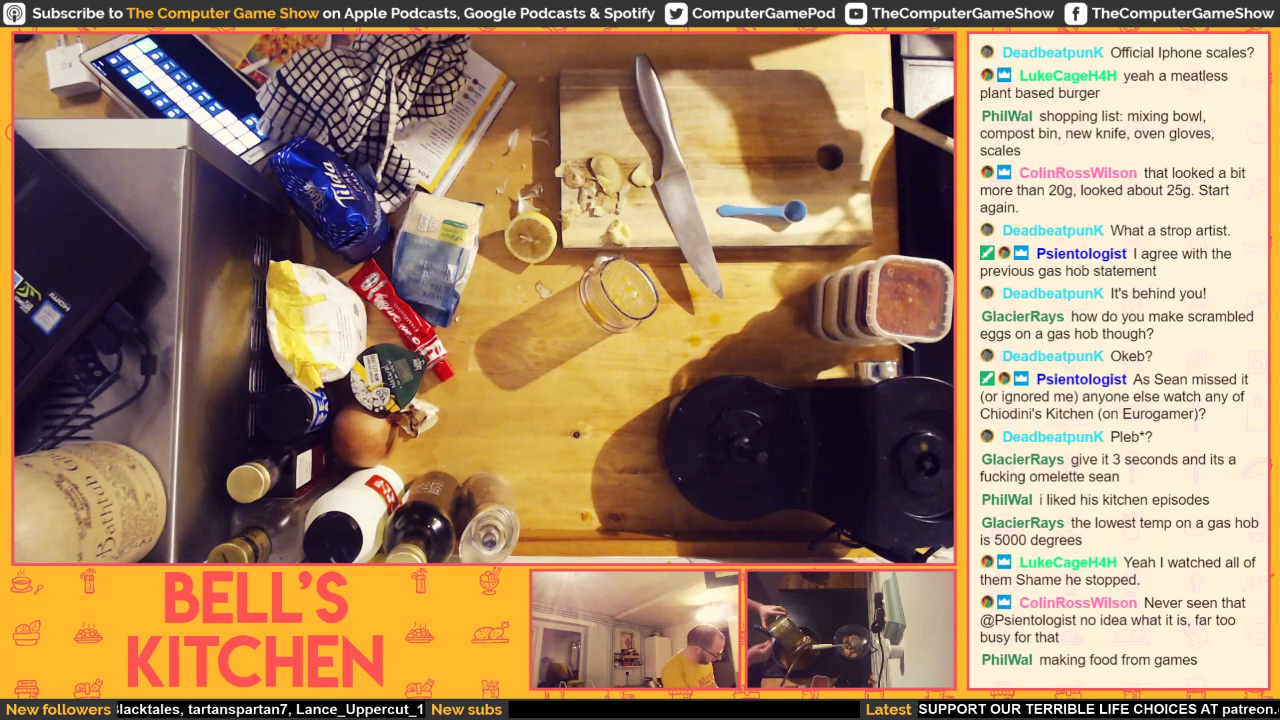 Subscribe to The Computer Game Show on Apple Podcasts, Google Podcasts & Spotify
ComputerGamePod
TheComputerGameShow
TheComputerGameShow
DeadbeatpunK Official Iphone scales?
LukeCageH4H yeah a meatless
plant based burger
PhilWal shopping list: mixing bowl,
compost bin, new knife, oven gloves,
scales
ColinRossWilson that looked a bit
more than 20g, looked about 25g. Start
again.
DeadbeatpunK What a strop artist.
Psientologist I agree with the
previous gas hob statement
DeadbeatpunK It's behind you!
GlacierRays how do you make scrambled
eggs on a gas hob though?
DeadbeatpunK Okeb?
Psientologist As Sean missed it
(or ignored me) anyone else watch any of
Chiodini's Kitchen (on Eurogamer)?
DeadbeatpunK Pleb*?
GlacierRays give it 3 seconds and its a
fucking omelette sean
PhilWal i liked his kitchen episodes
GlacierRays the lowest temp on a gas hob
is 5000 degrees
LukeCageH4H Yeah I watched all of
them Shame he stopped.
ColinRossWilson Never seen that
@Psientologist no idea what it is, far too
busy for that
PhilWal making food from games
Tilda
Bathtub
Gin
HDMI
BELL'S
KITCHEN
New followers
lacktales, tartanspartan7, Lance_Uppercut_1
New subs
Latest
SUPPORT OUR TERRIBLE LIFE CHOICES AT patreon.